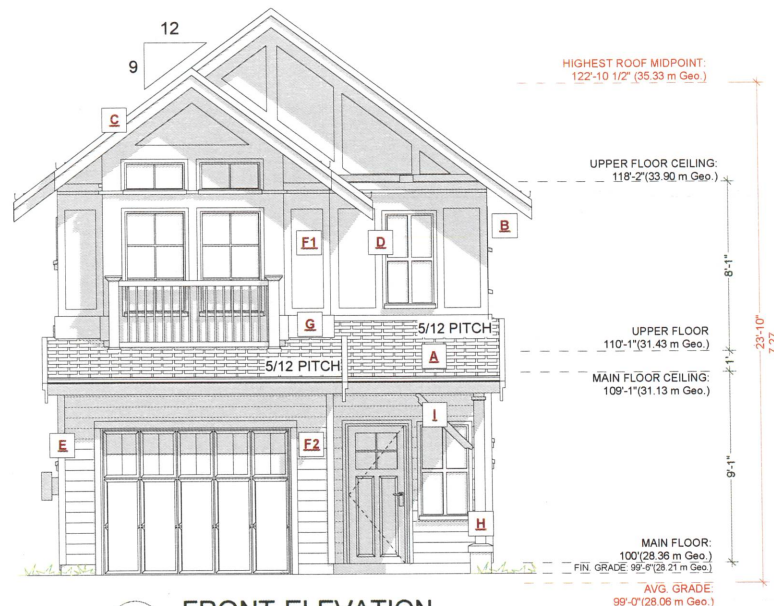 12
9
HIGHEST ROOF MIDPOINT:
122'-10 1/2" (35.33 m Geo.)
C
UPPER FLOOR CEILING:
118'-2"(33.90 m Geo.)
B
F1
D
8'-1"
G
5/12 PITCH
UPPER FLOOR
110'-1"(31.43 m Geo.)
23'-10"
A
1'
5/12 PITCH
MAIN FLOOR CEILING:
109'-1"(31.13 m Geo.)
I
E
F2
9'-1"
H
MAIN FLOOR:
100'(28.36 m Geo.)
FIN. GRADE: 99'-6"(28.21 m Geo.)
AVG. GRADE:
99'-0"(28.06 m Geo.)
FRONT ELEVATION